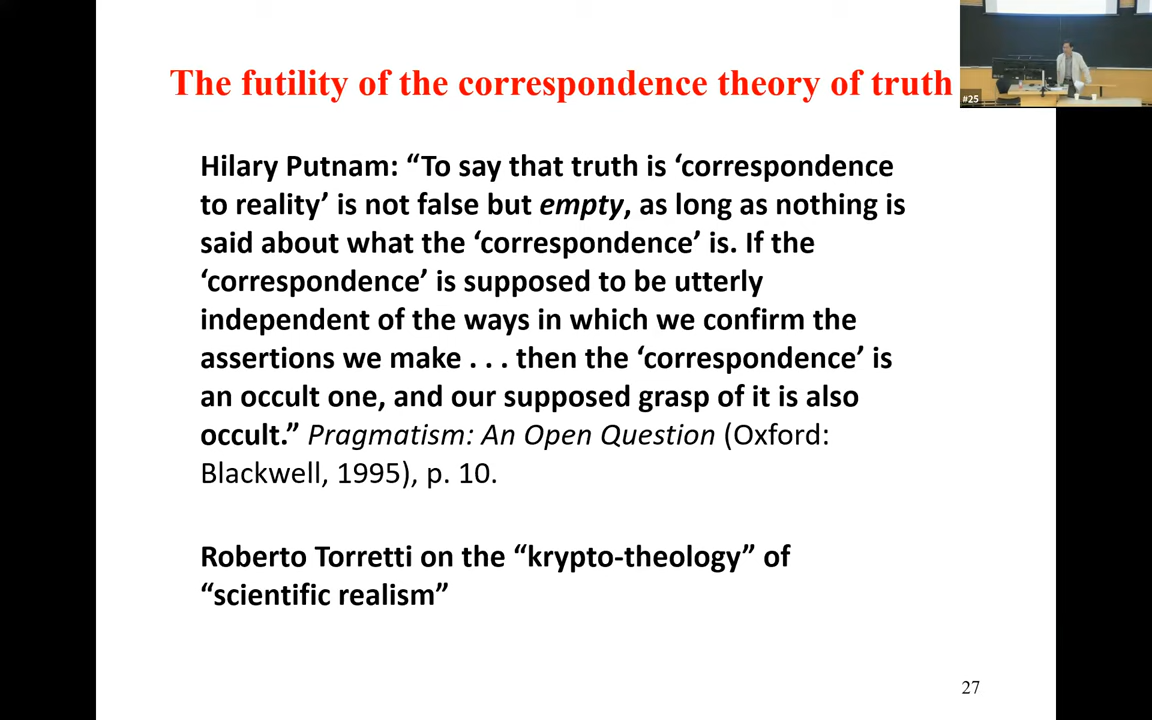 The futility of the correspondence theory of truth
#25
Hilary Putnam: “To say that truth is ‘correspondence
to reality’ is not false but empty, as long as nothing is
said about what the ‘correspondence’ is. If the
‘correspondence’ is supposed to be utterly
independent of the ways in which we confirm the
assertions we make . . . then the ‘correspondence’ is
an occult one, and our supposed grasp of it is also
occult.” Pragmatism: An Open Question (Oxford:
Blackwell, 1995), p. 10.
Roberto Torretti on the “krypto-theology” of
“scientific realism”
27